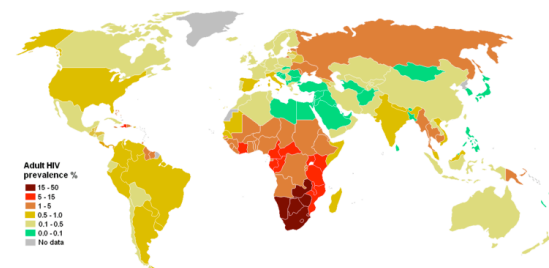 Adult HIV
prevalence %
15 - 50
5 - 15
1 - 5
0.5 - 1.0
0.1 - 0.5
0.0 - 0.1
No data